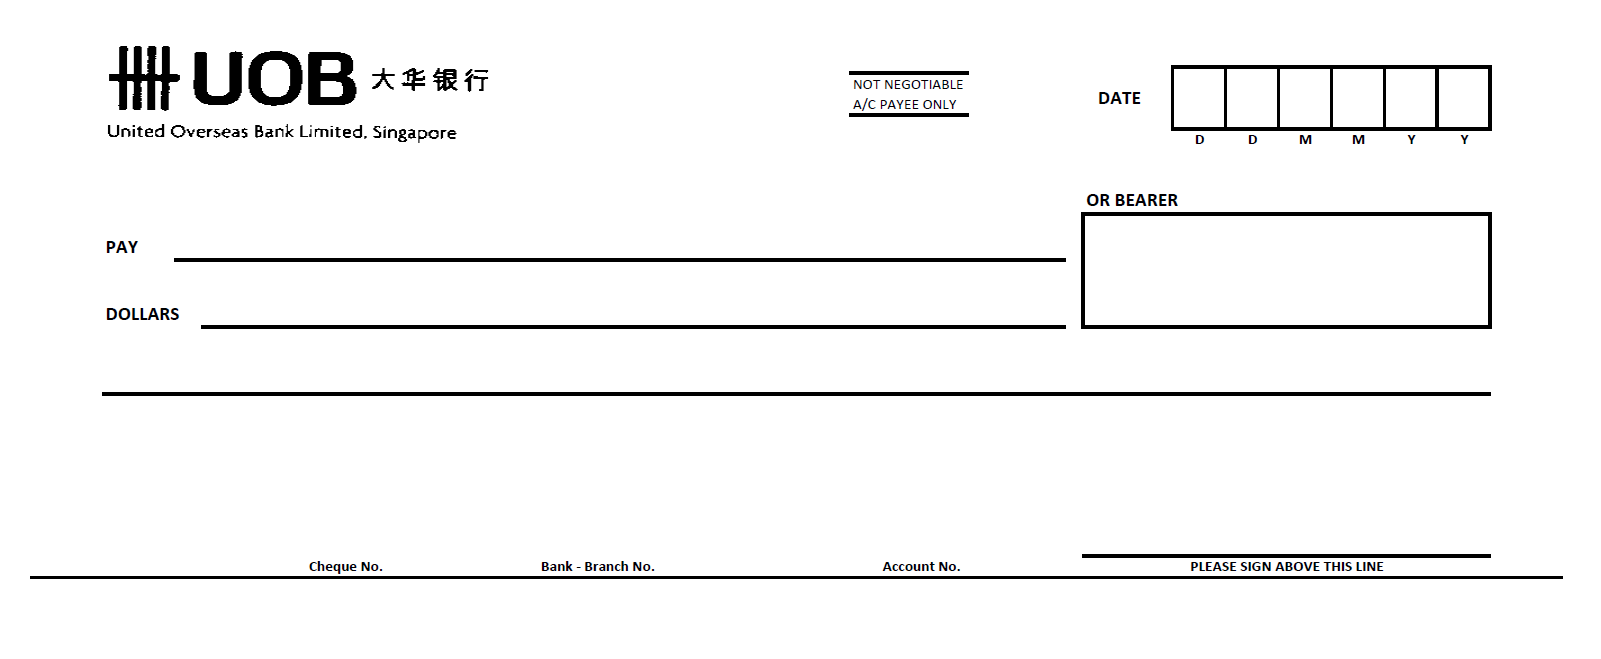 UOB 大华银行
United Overseas Bank Limited, Singapore
NOT NEGOTIABLE
A/C PAYEE ONLY
DATE
D D M M Y Y
OR BEARER
PAY
DOLLARS
Cheque No. Bank - Branch No. Account No. PLEASE SIGN ABOVE THIS LINE